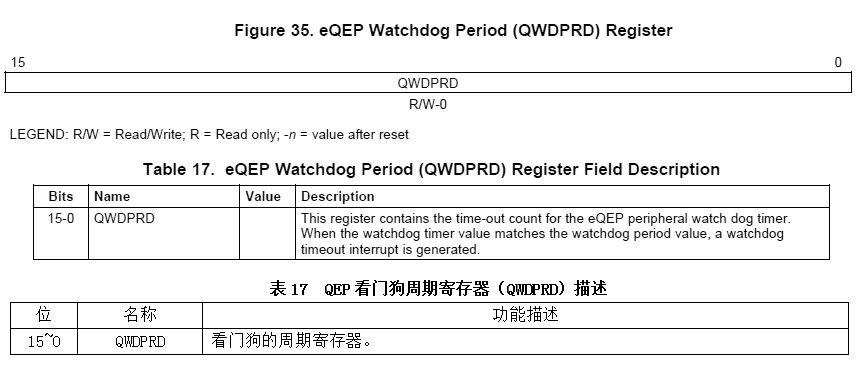 Figure 35. eQEP Watchdog Period (QWDPRD) Register
15 0
QWDPRD
R/W-0
LEGEND: R/W = Read/Write; R = Read only; -n = value after reset
Table 17. eQEP Watchdog Period (QWDPRD) Register Field Description
Bits Name Value Description
15-0 QWDPRD This register contains the time-out count for the eQEP peripheral watch dog timer.
When the watchdog timer value matches the watchdog period value, a watchdog
timeout interrupt is generated.
表 17 QEP 看门狗周期寄存器（QWDPRD）描述
位 名称 功能描述
15~0 QWDPRD 看门狗的周期寄存器。